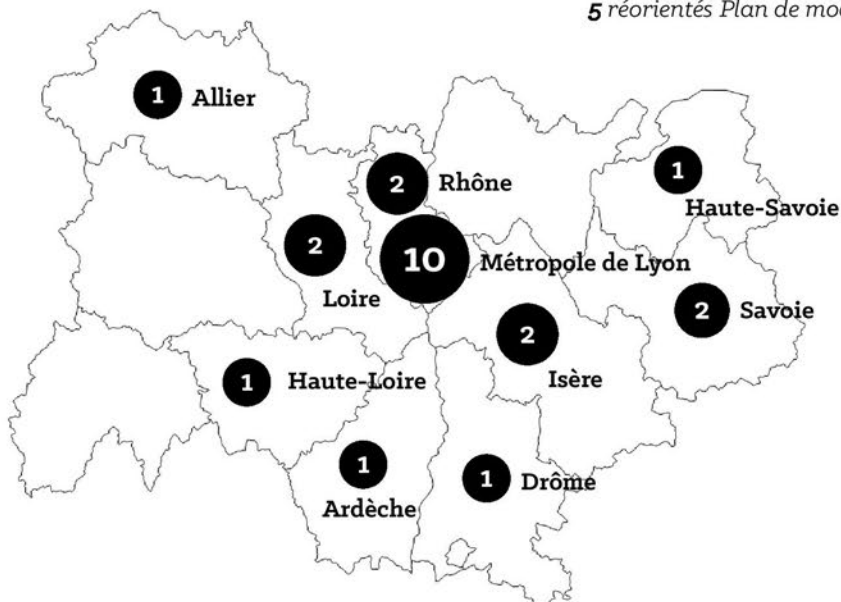 5 réorientés Plan de
1 Allier
2 Rhône
1
Haute-Savoie
2
Loire
10 Métropole de Lyon
2 Savoie
2
Isère
1 Haute-Loire
1
Ardèche
1 Drôme